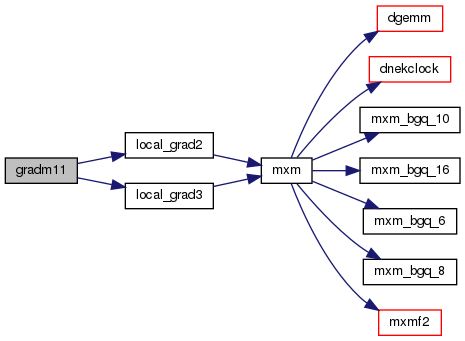 gradm11
local_grad2
local_grad3
mxm
dgemm
dnekclock
mxm_bgq_10
mxm_bgq_16
mxm_bgq_6
mxm_bgq_8
mxmf2